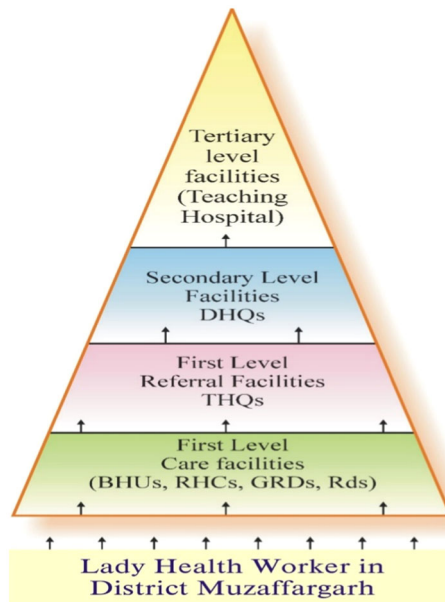 Tertiary
level
facilities
(Teaching
Hospital)
Secondary Level
Facilities
DHQs
First Level
Referral Facilities
THQs
First Level
Care facilities
(BHUs, RHCs, GRDs, Rds)
Lady Health Worker in
District Muzaffargarh